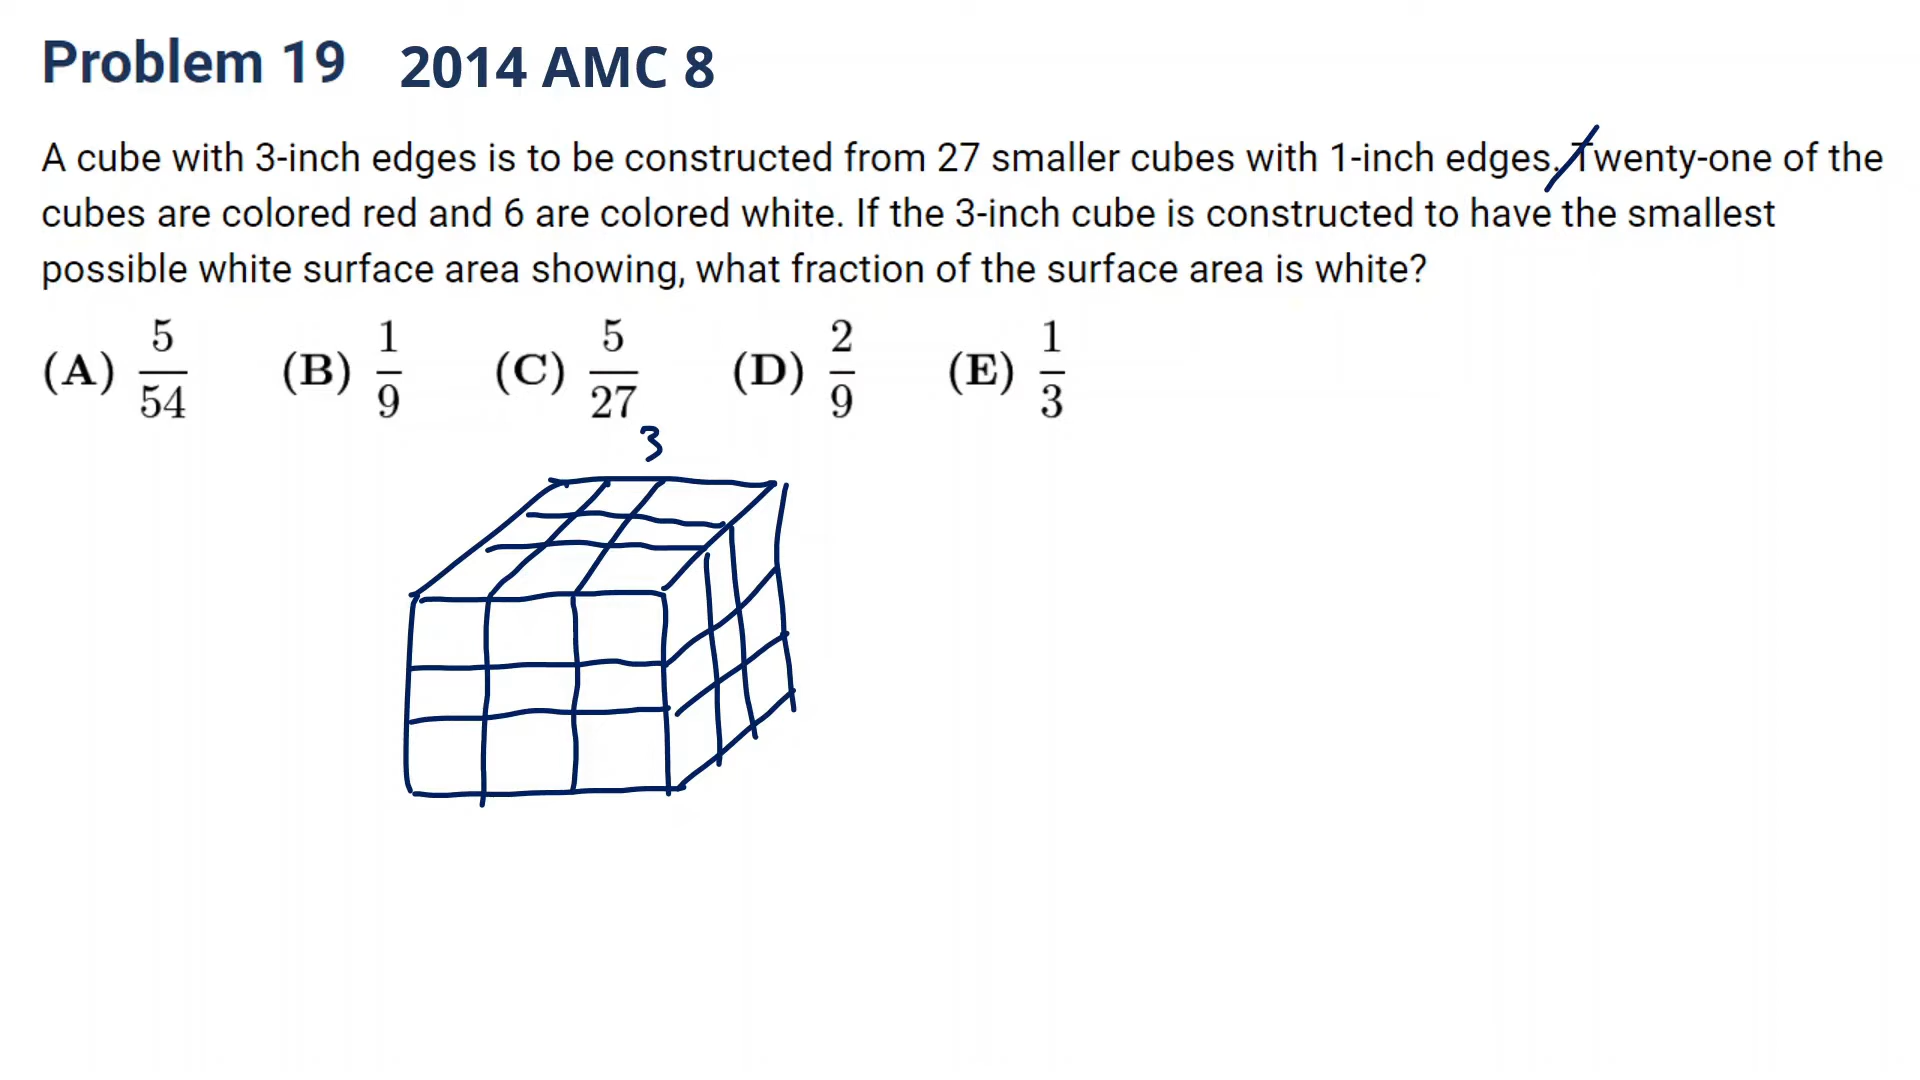 Problem 19 2014 AMC 8
A cube with 3-inch edges is to be constructed from 27 smaller cubes with 1-inch edges. Twenty-one of the
cubes are colored red and 6 are colored white. If the 3-inch cube is constructed to have the smallest
possible white surface area showing, what fraction of the surface area is white?
(A) 5/54 (B) 1/9 (C) 5/27 (D) 2/9 (E) 1/3
3